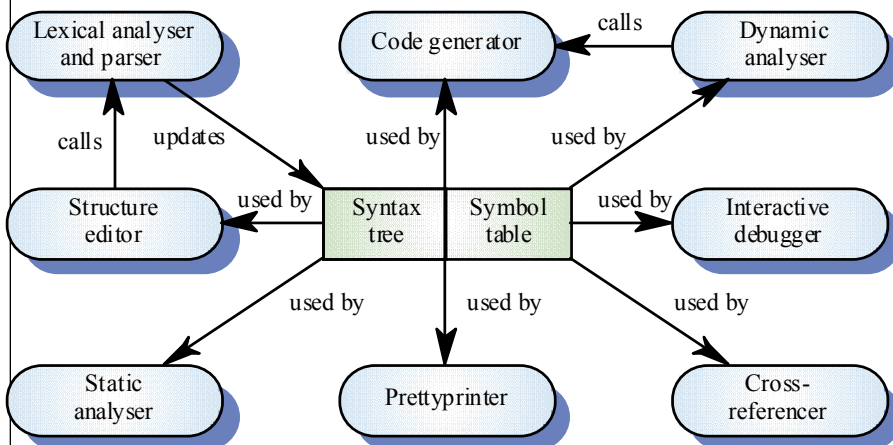 Lexical analyser
and parser
Code generator
calls
Dynamic
analyser
calls
updates
used by
used by
Structure
editor
used by
Syntax
tree
Symbol
table
used by
Interactive
debugger
used by
used by
used by
Static
analyser
Prettyprinter
Cross-
referencer